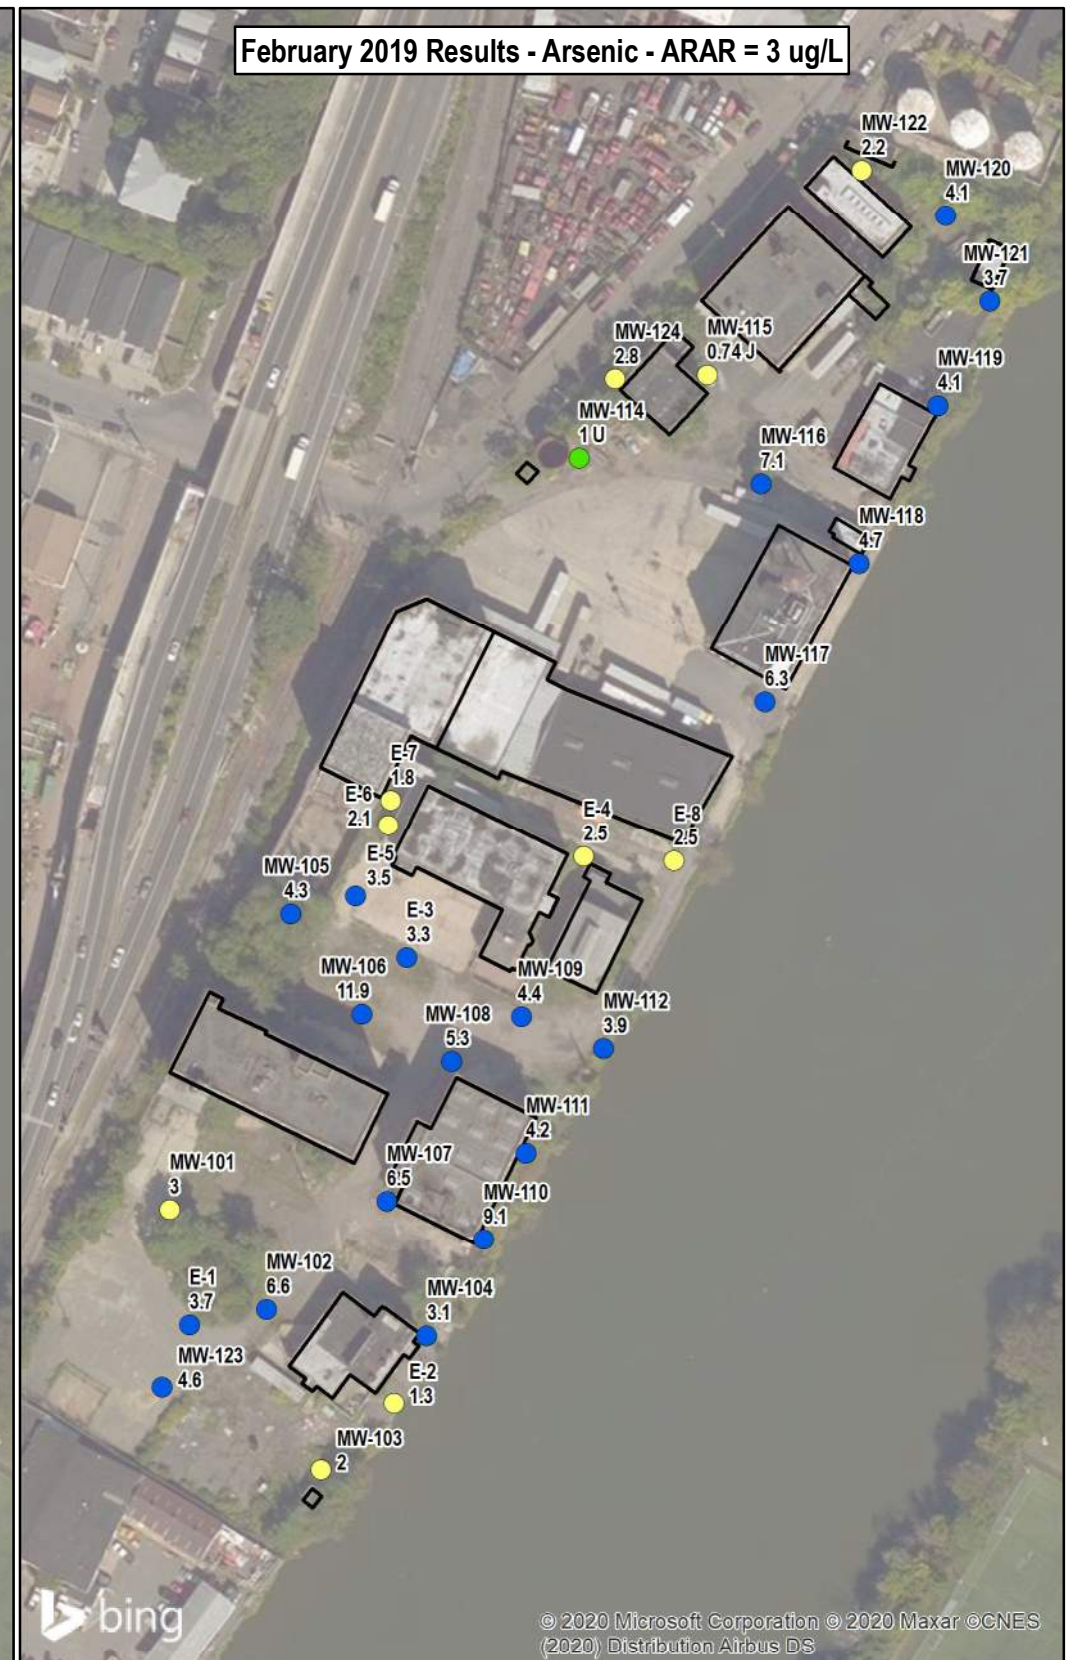 February 2019 Results - Arsenic - ARAR = 3 ug/L
MW-122
2.2
MW-120
4.1
MW-121
3.7
MW-124
2.8
MW-115
0.74 J
MW-119
4.1
MW-114
1 U
MW-116
7.1
MW-118
4.7
MW-117
6.3
E-7
1.8
E-6
2.1
E-4
2.5
E-8
2.5
E-5
3.5
MW-105
4.3
E-3
3.3
MW-106
11.9
MW-109
4.4
MW-112
3.9
MW-108
5.3
MW-111
4.2
MW-101
3
MW-107
6.5
MW-110
9.1
MW-102
6.6
E-1
3.7
MW-104
3.1
MW-123
4.6
E-2
1.3
MW-103
2
bing
© 2020 Microsoft Corporation © 2020 Maxar ©CNES
(2020) Distribution Airbus DS